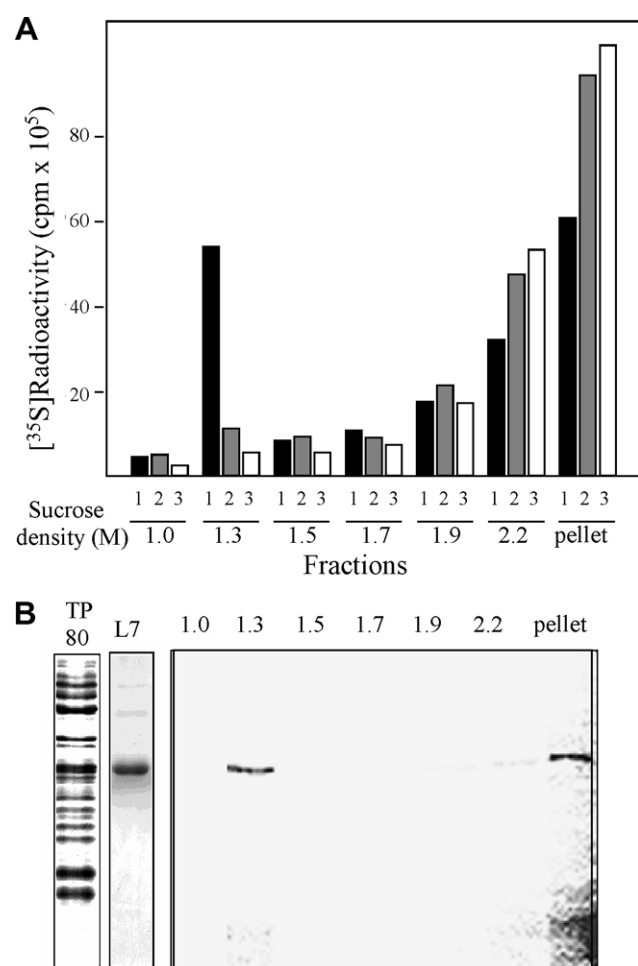 A
[³⁵S]Radioactivity (cpm x 10⁵)
80
60
40
20
1 2 3 1 2 3 1 2 3 1 2 3 1 2 3 1 2 3 1 2 3
Sucrose
density (M) 1.0 1.3 1.5 1.7 1.9 2.2 pellet
Fractions
B
TP
80 L7 1.0 1.3 1.5 1.7 1.9 2.2 pellet